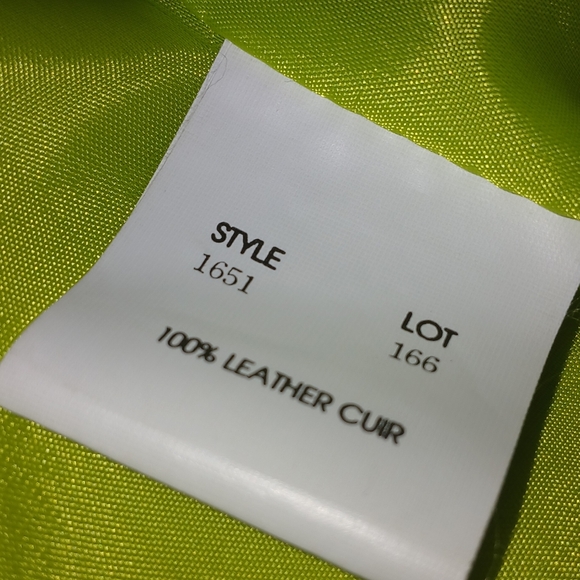 STYLE
1651
LOT
166
100% LEATHER CUIR